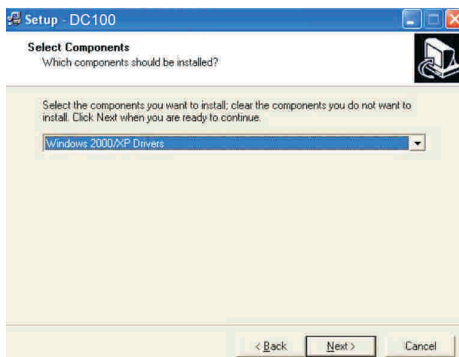 Setup - DC100
Select Components
Which components should be installed?
Select the components you want to install; clear the components you do not want to
install. Click Next when you are ready to continue.
Windows 2000/XP Drivers
< Back
Next >
Cancel